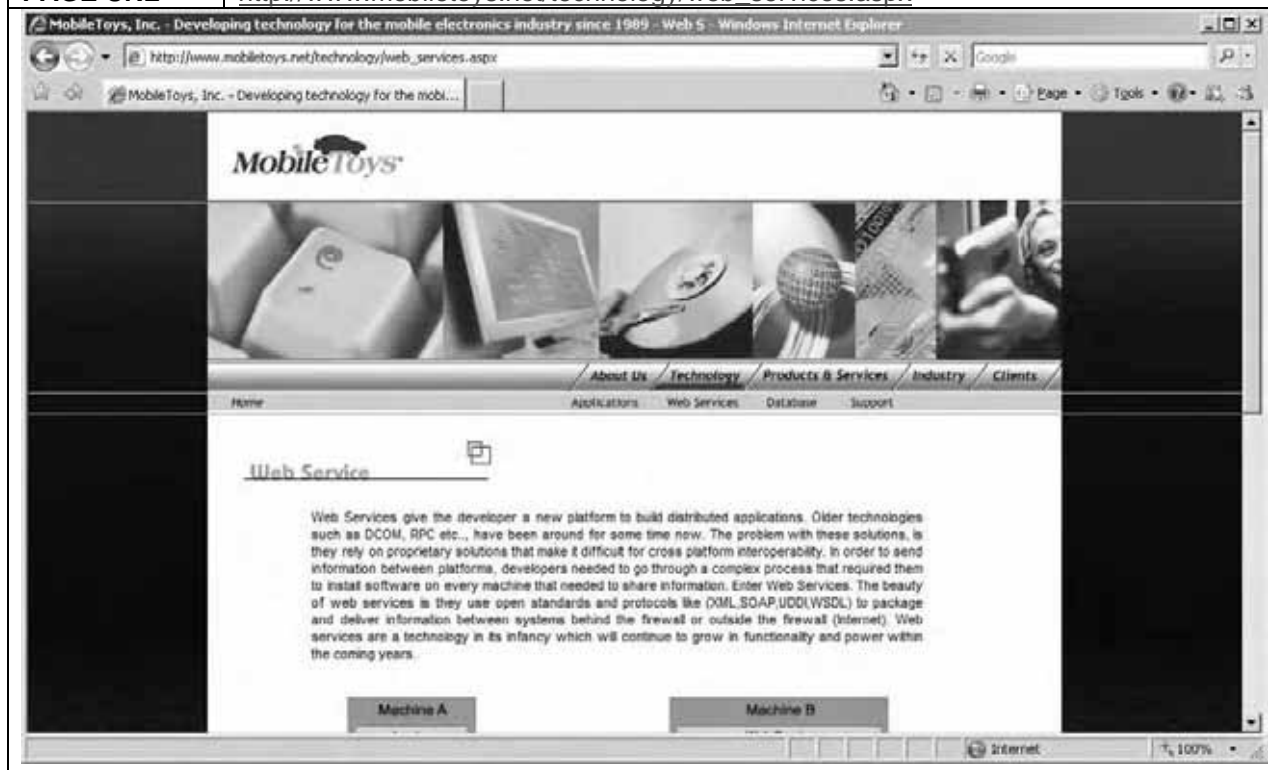 PAGE URL http://www.mobiletoys.net/technology/web_services.aspx
MobileToys, Inc. - Developing technology for the mobile electronics industry since 1989 - Web S - Windows Internet Explorer
http://www.mobiletoys.net/technology/web_services.aspx
Google
MobileToys, Inc. - Developing technology for the mobi...
Page Tools
MobileToys
About Us Technology Products & Services Industry Clients
Home Applications Web Services Database Support
Web Service
Web Services give the developer a new platform to build distributed applications. Older technologies
such as DCOM, RPC etc.., have been around for some time now. The problem with these solutions, is
they rely on proprietary solutions that make it difficult for cross platform interoperability. In order to send
information between platforms, developers needed to go through a complex process that required them
to install software on every machine that needed to share information. Enter Web Services. The beauty
of web services is they use open standards and protocols like (XML,SOAP,UDDI,WSDL) to package
and deliver information between systems behind the firewall or outside the firewall (Internet). Web
services are a technology in its infancy which will continue to grow in functionality and power within
the coming years.
Machine A Machine B
Internet 100%